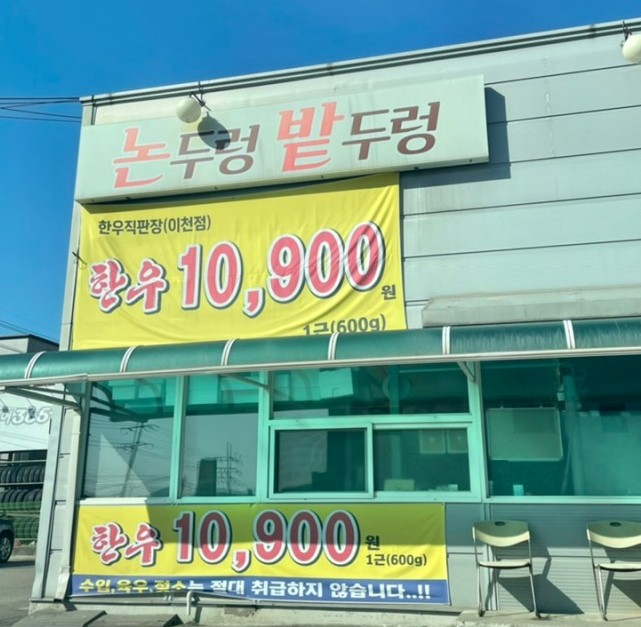 논두렁 밭두렁
한우직판장(이천점)
한우 10,900원
1근(600g)
한우 10,900원
1근(600g)
수입,육우,젖소는 절대 취급하지 않습니다..!!